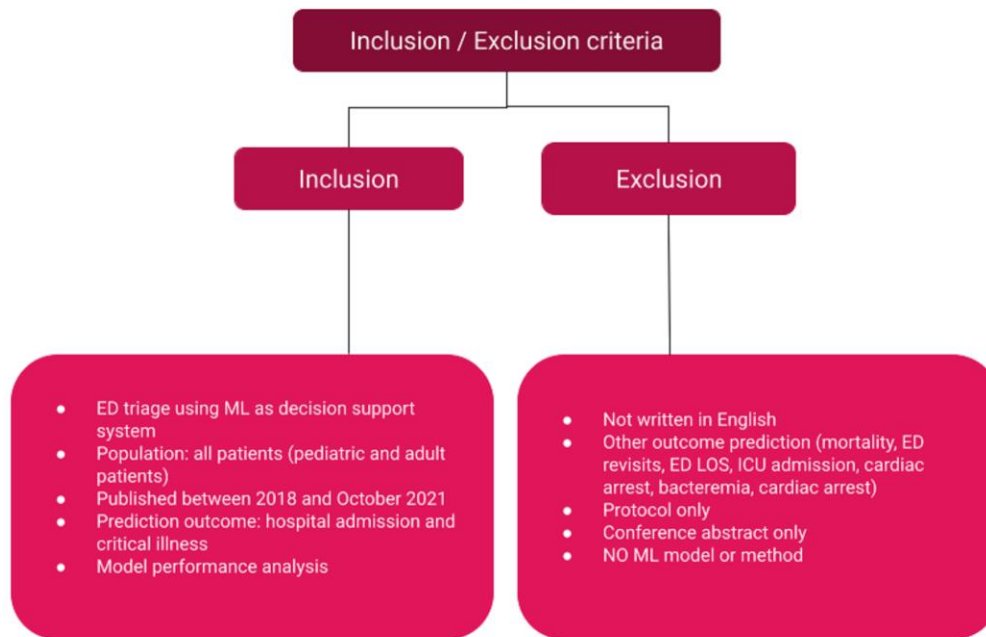 Inclusion / Exclusion criteria
Inclusion
Exclusion
● ED triage using ML as decision support
system
● Population: all patients (pediatric and adult
patients)
● Published between 2018 and October 2021
● Prediction outcome: hospital admission and
critical illness
● Model performance analysis
● Not written in English
● Other outcome prediction (mortality, ED
revisits, ED LOS, ICU admission, cardiac
arrest, bacteremia, cardiac arrest)
● Protocol only
● Conference abstract only
● NO ML model or method